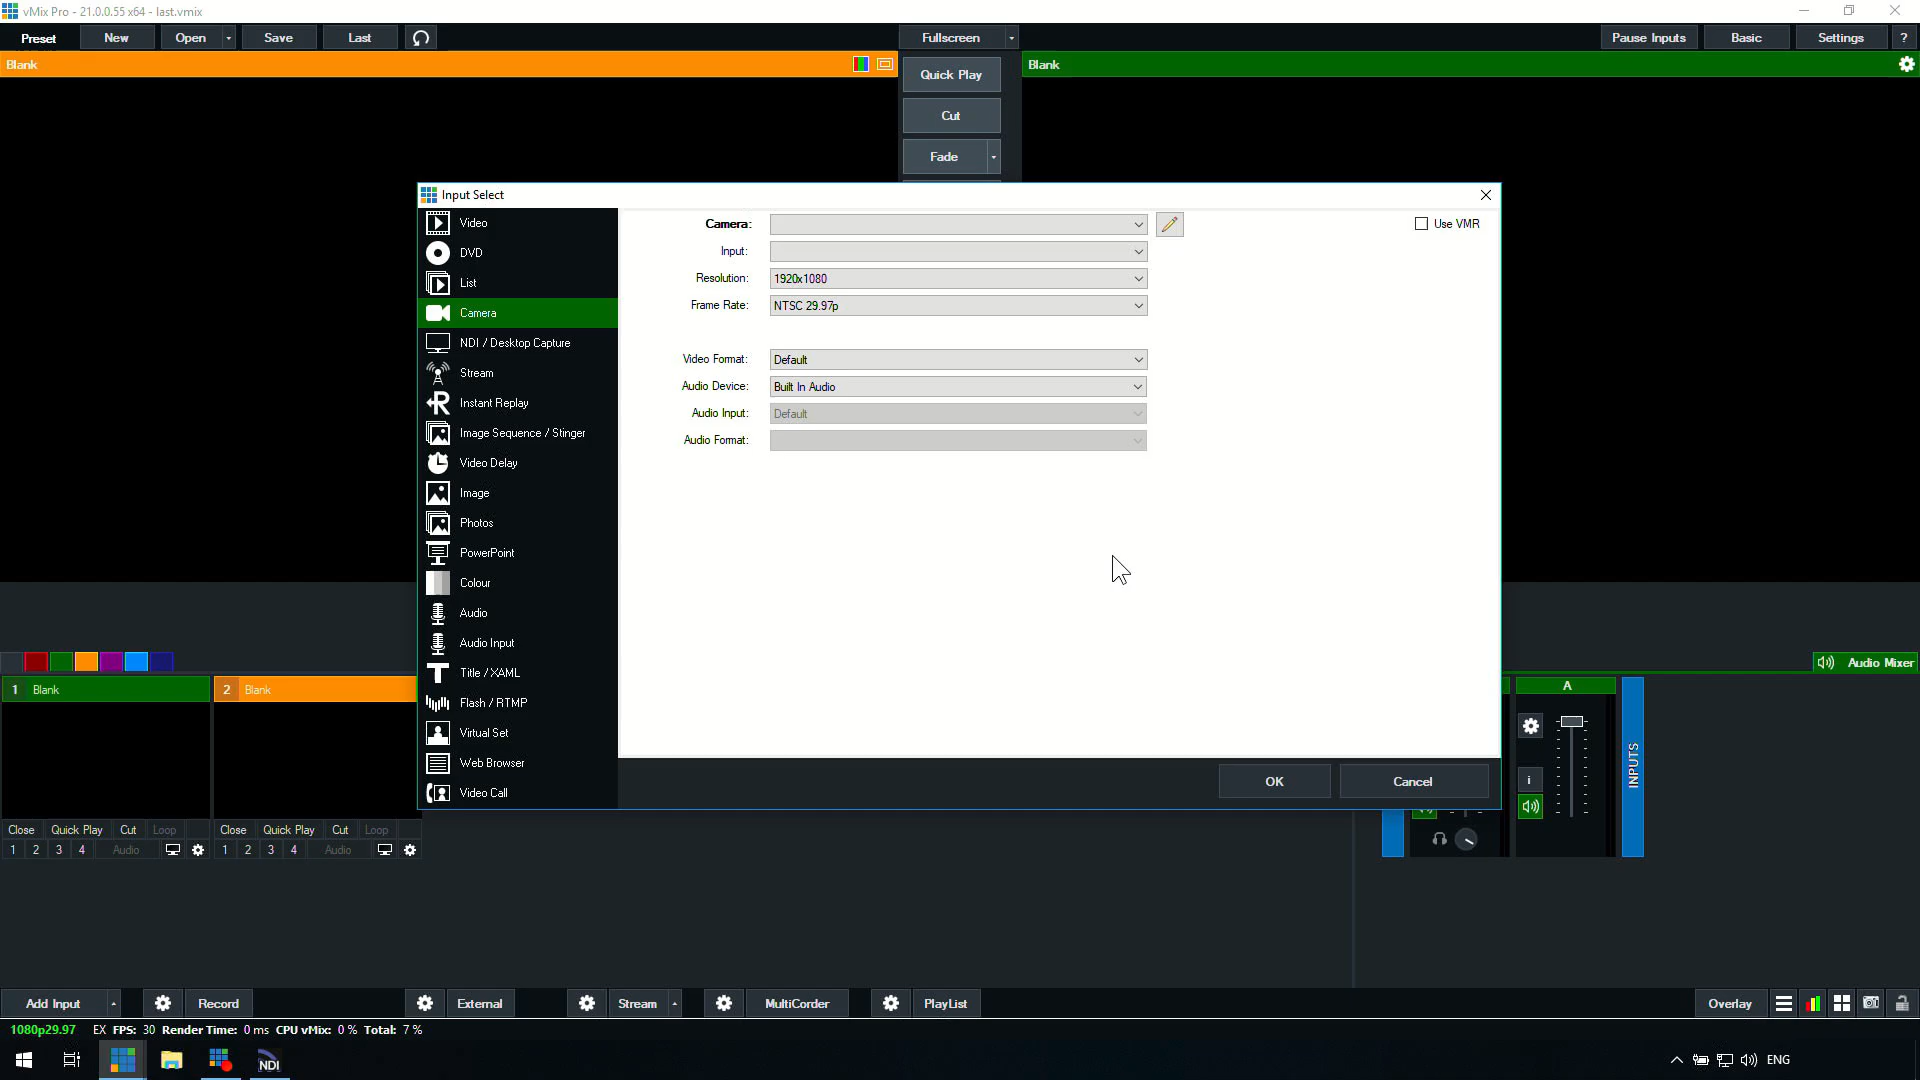 vMix Pro - 21.0.0.55 x64 - last.vmix
Preset New Open Save Last Fullscreen Pause Inputs Basic Settings ?
Blank
Quick Play
Blank
Cut
Fade
Input Select
Video
DVD
List
Camera
NDI / Desktop Capture
Stream
Instant Replay
Image Sequence / Stinger
Video Delay
Image
Photos
PowerPoint
Colour
Audio
Audio Input
Title / XAML
Flash / RTMP
Virtual Set
Web Browser
Video Call
Camera:
Use VMR
Input:
Resolution: 1920x1080
Frame Rate: NTSC 29.97p
Video Format: Default
Audio Device: Built In Audio
Audio Input: Default
Audio Format:
OK Cancel
Audio Mixer
1 Blank
2 Blank
A
i
INPUTS
Close Quick Play Cut Loop
1 2 3 4 Audio
Close Quick Play Cut Loop
1 2 3 4 Audio
Add Input Record External Stream MultiCorder PlayList Overlay
1080p29.97 EX FPS: 30 Render Time: 0 ms CPU vMix: 0 % Total: 7 %
NDI
ENG